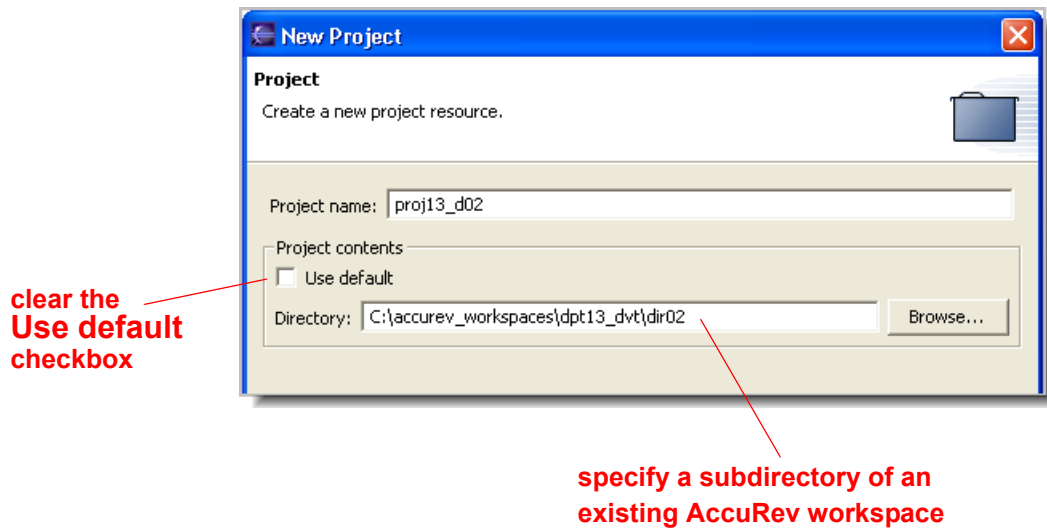 New Project
Project
Create a new project resource.
Project name: proj13_d02
Project contents
Use default
Directory: C:\accurev_workspaces\dpt13_dvt\dir02 Browse...
clear the
Use default
checkbox
specify a subdirectory of an
existing AccuRev workspace